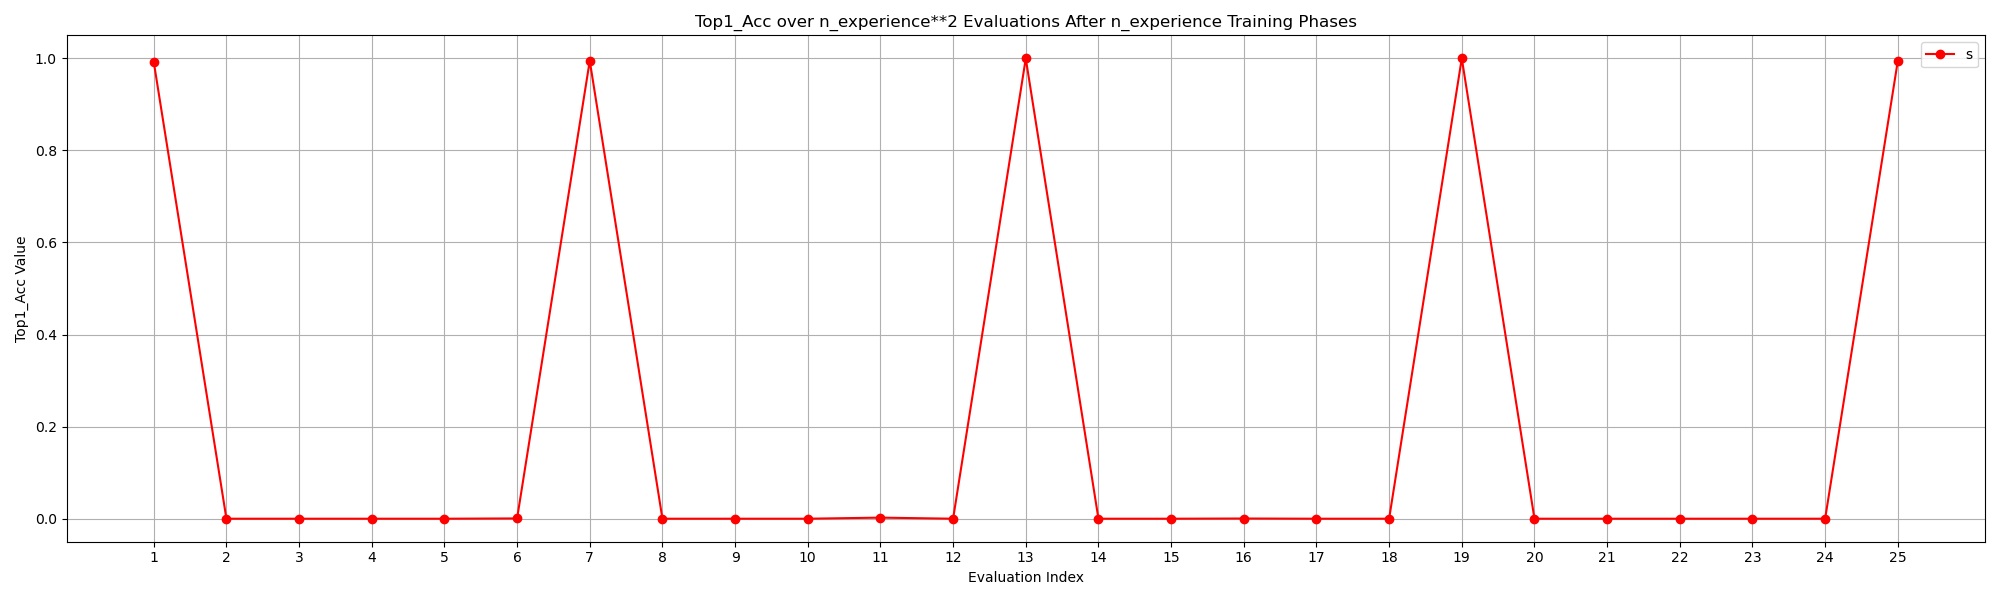 Top1_Acc over n_experience**2 Evaluations After n_experience Training Phases
s
Top1_Acc Value
1.0
0.8
0.6
0.4
0.2
0.0
1 2 3 4 5 6 7 8 9 10 11 12 13 14 15 16 17 18 19 20 21 22 23 24 25
Evaluation Index